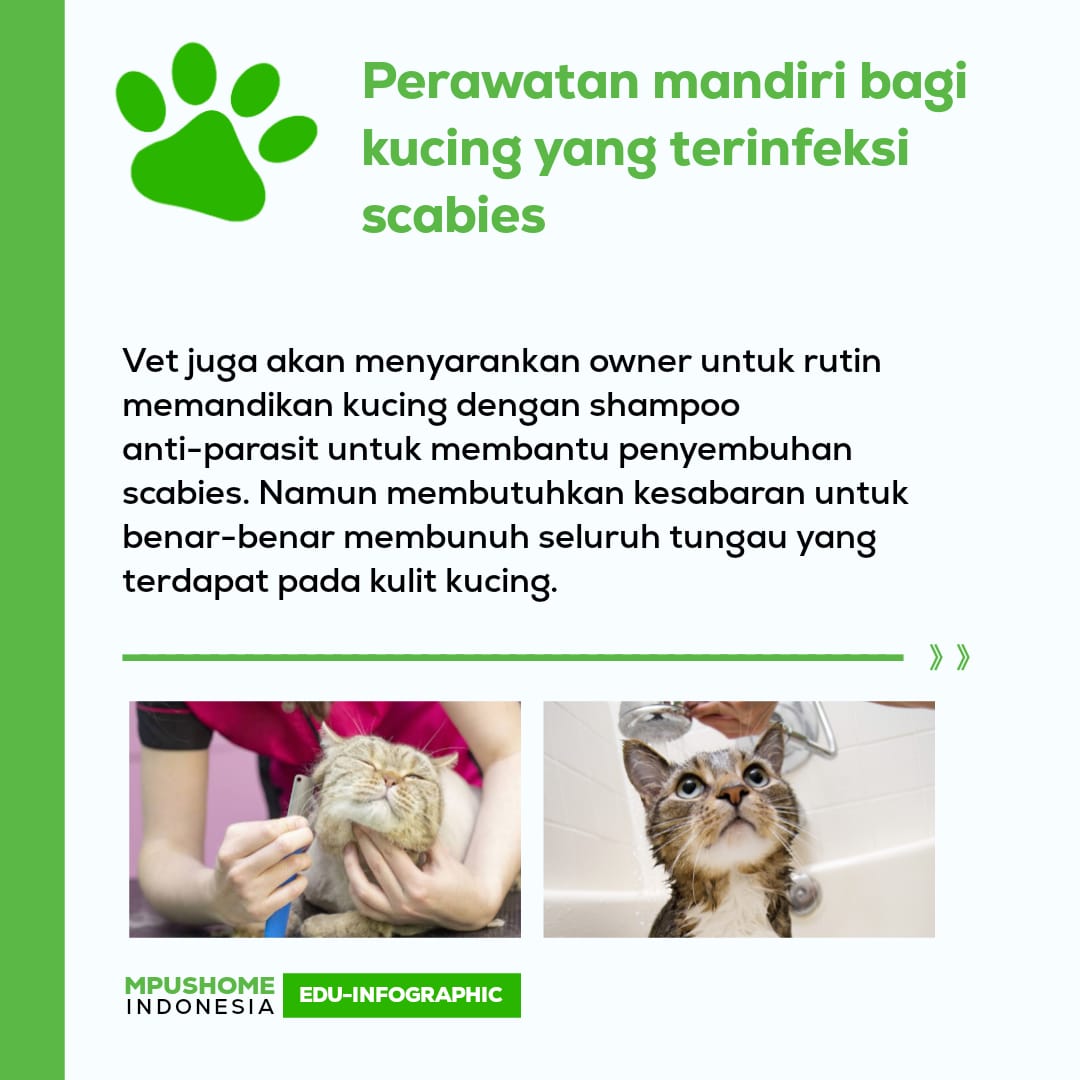 Perawatan mandiri bagi
kucing yang terinfeksi
scabies
Vet juga akan menyarankan owner untuk rutin
memandikan kucing dengan shampoo
anti-parasit untuk membantu penyembuhan
scabies. Namun membutuhkan kesabaran untuk
benar-benar membunuh seluruh tungau yang
terdapat pada kulit kucing.
MPUSHOME
INDONESIA
EDU-INFOGRAPHIC